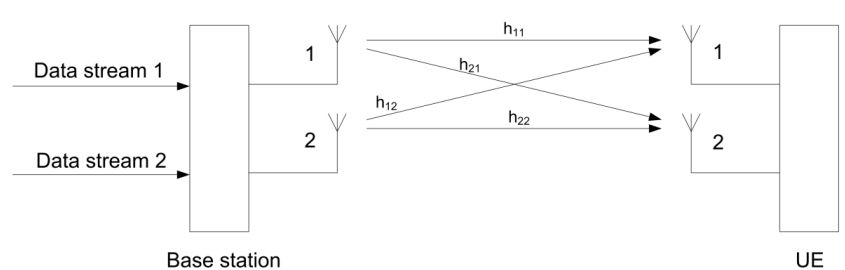 h₁₁
1
1
h₂₁
Data stream 1
h₁₂
h₂₂
2
2
Data stream 2
Base station
UE